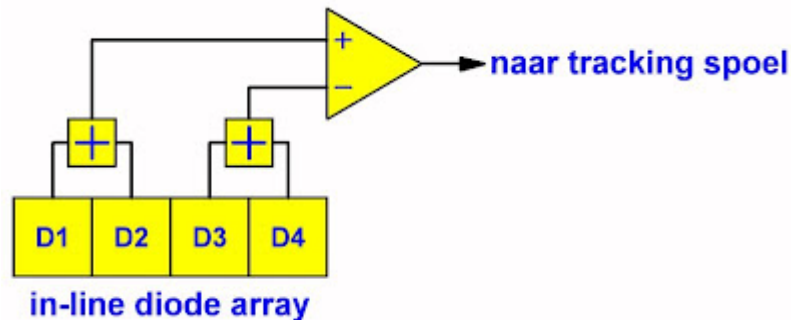 +
−
naar tracking spoel
+ +
D1 D2 D3 D4
in-line diode array